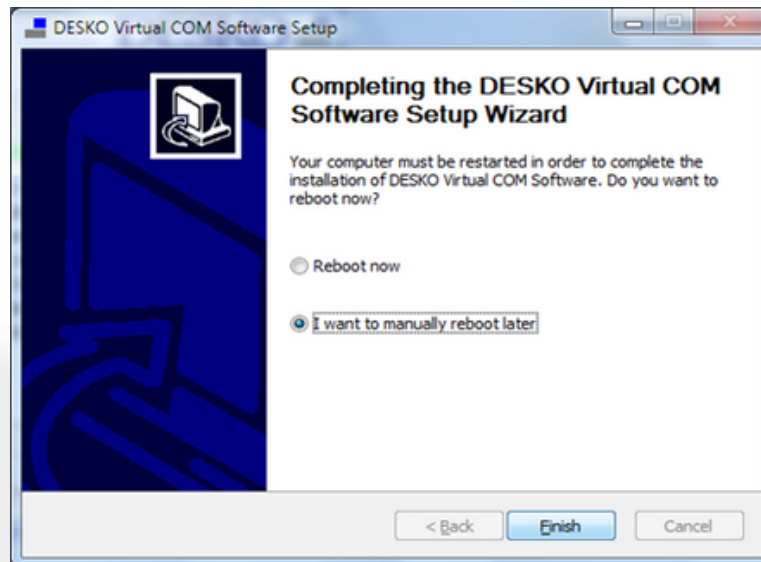 DESKO Virtual COM Software Setup
Completing the DESKO Virtual COM
Software Setup Wizard
Your computer must be restarted in order to complete the
installation of DESKO Virtual COM Software. Do you want to
reboot now?
Reboot now
I want to manually reboot later
< Back
Finish
Cancel